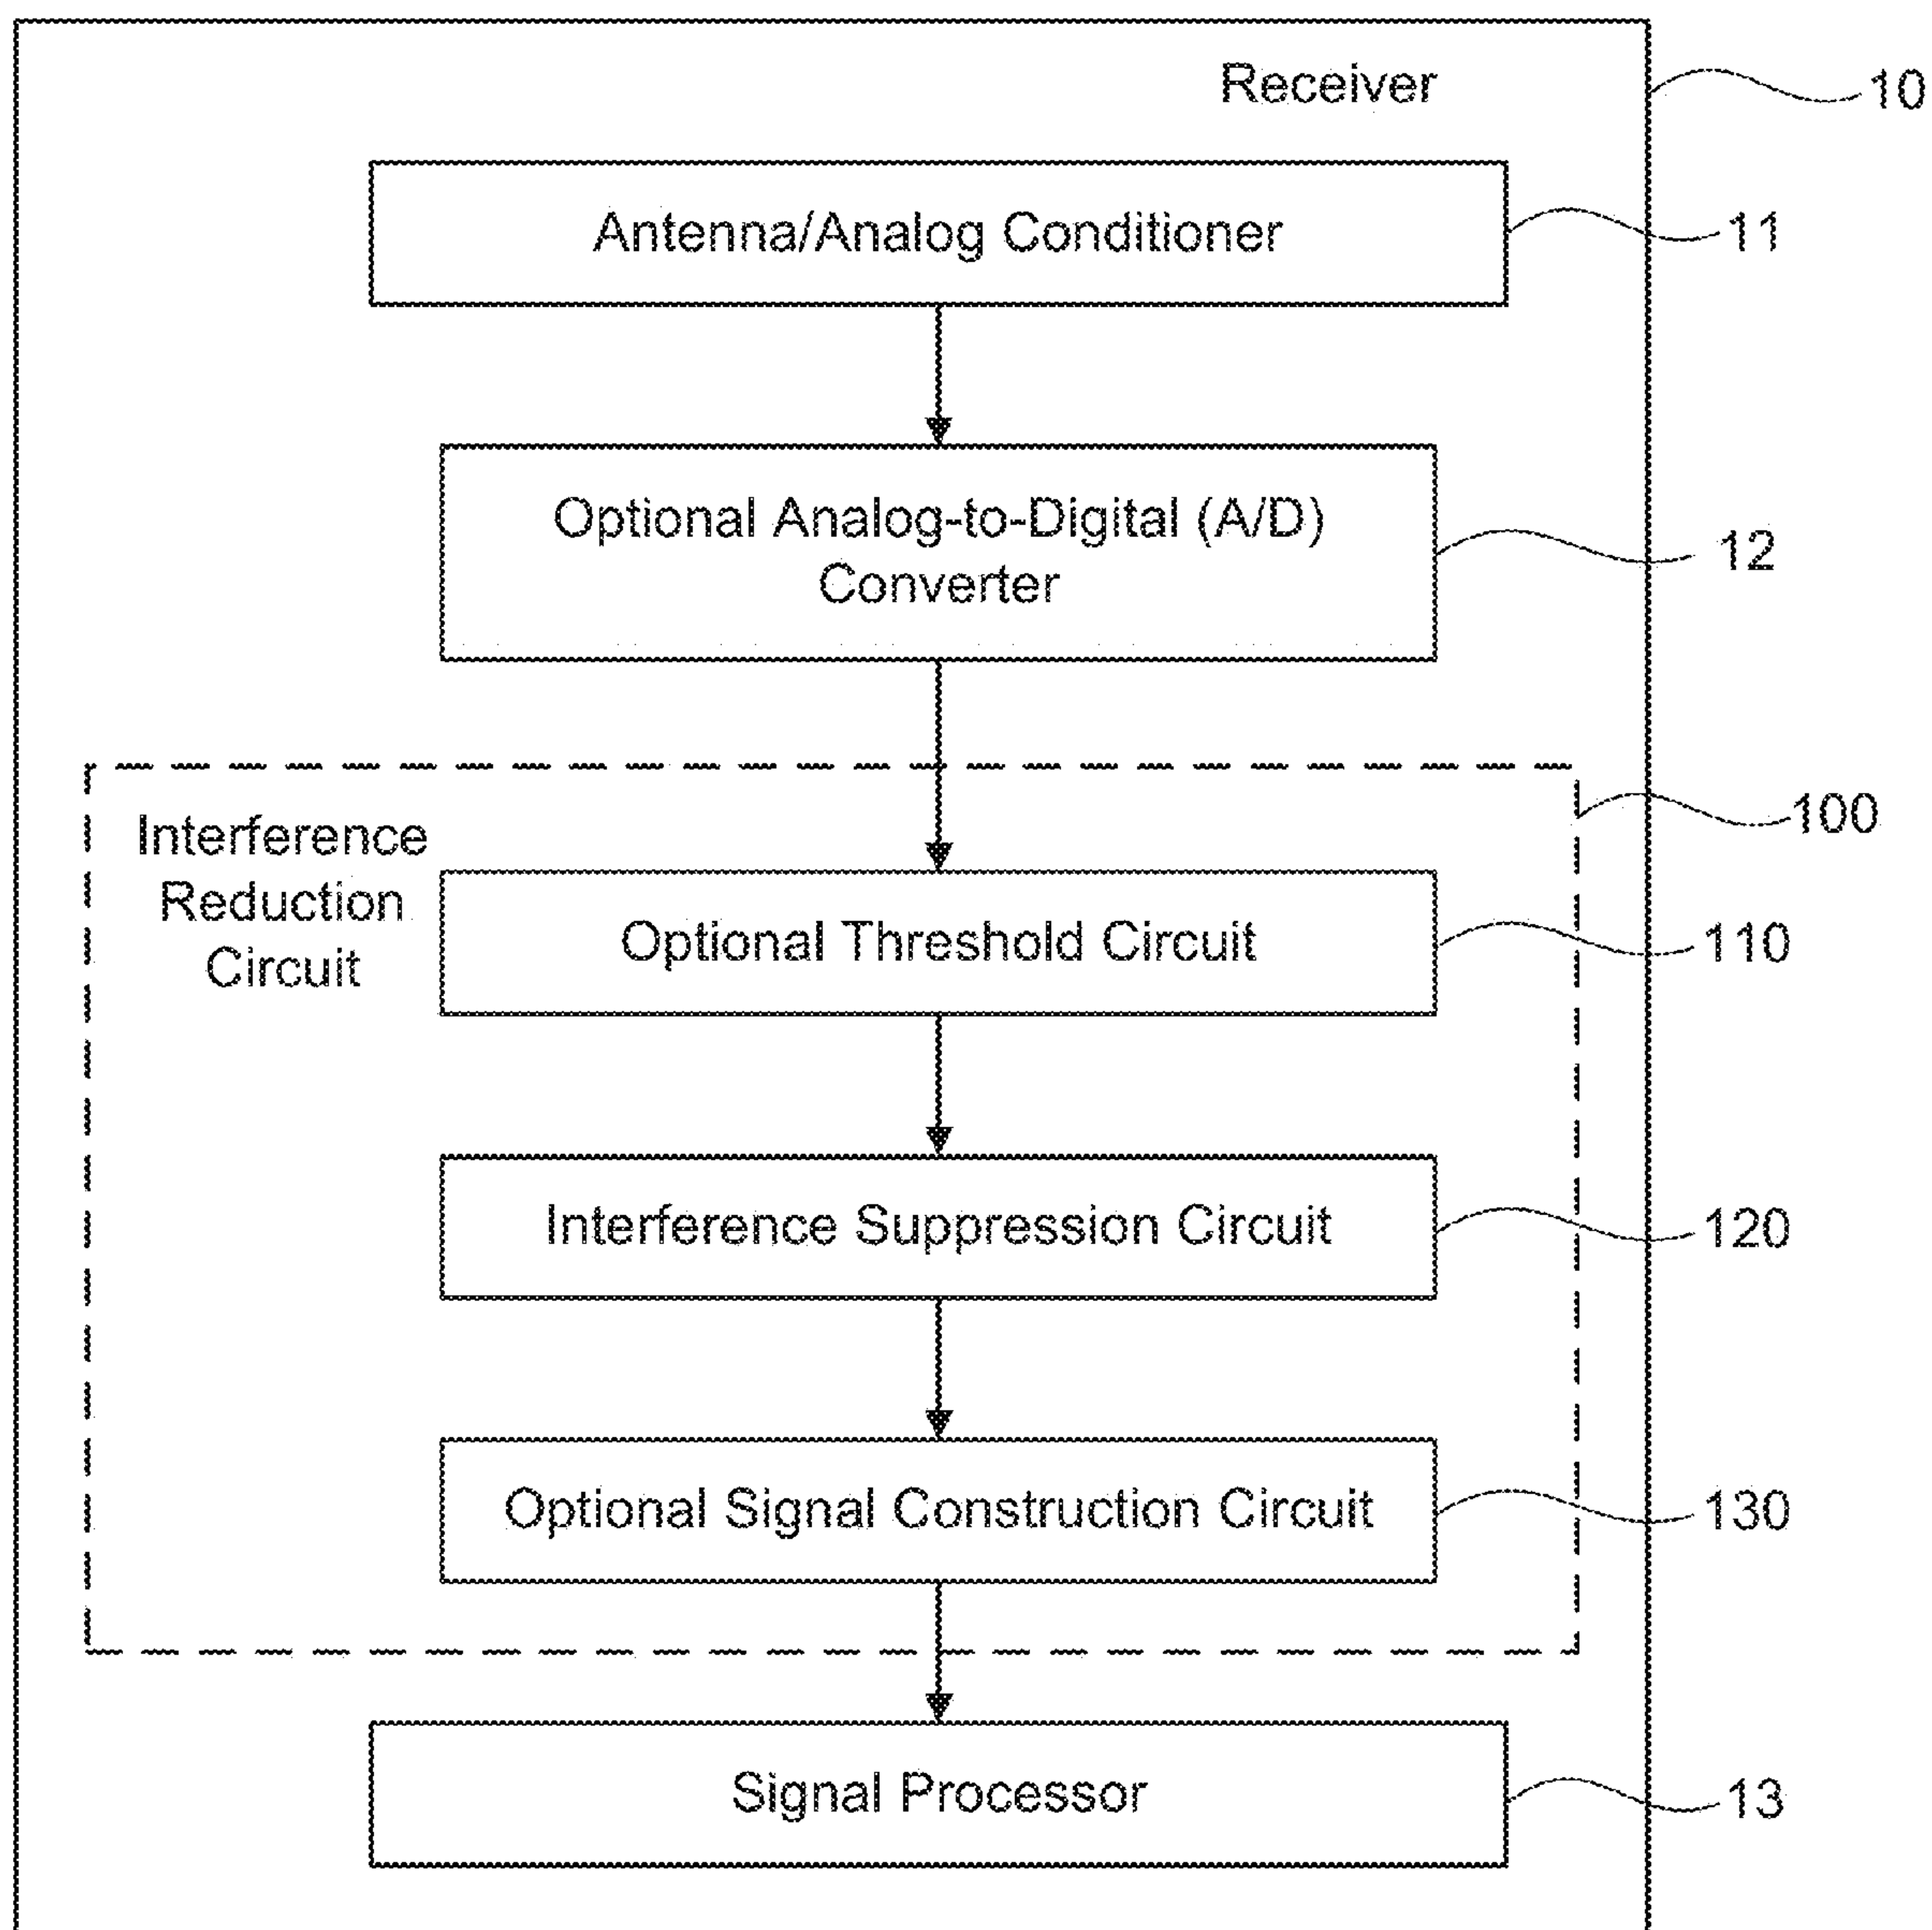 Receiver
10
Antenna/Analog Conditioner
11
Optional Analog-to-Digital (A/D)
Converter
12
Interference
Reduction
Circuit
100
Optional Threshold Circuit
110
Interference Suppression Circuit
120
Optional Signal Construction Circuit
130
Signal Processor
13